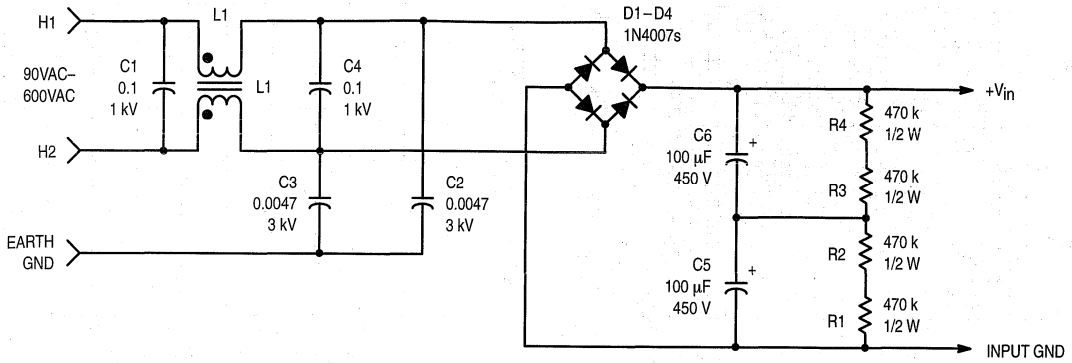 H1
L1
D1–D4
1N4007s
90VAC–
600VAC
C1
0.1
1 kV
L1
C4
0.1
1 kV
+Vin
H2
C6
100 µF
450 V
+
R4
470 k
1/2 W
R3
470 k
1/2 W
C3
0.0047
3 kV
C2
0.0047
3 kV
EARTH
GND
C5
100 µF
450 V
+
R2
470 k
1/2 W
R1
470 k
1/2 W
INPUT GND